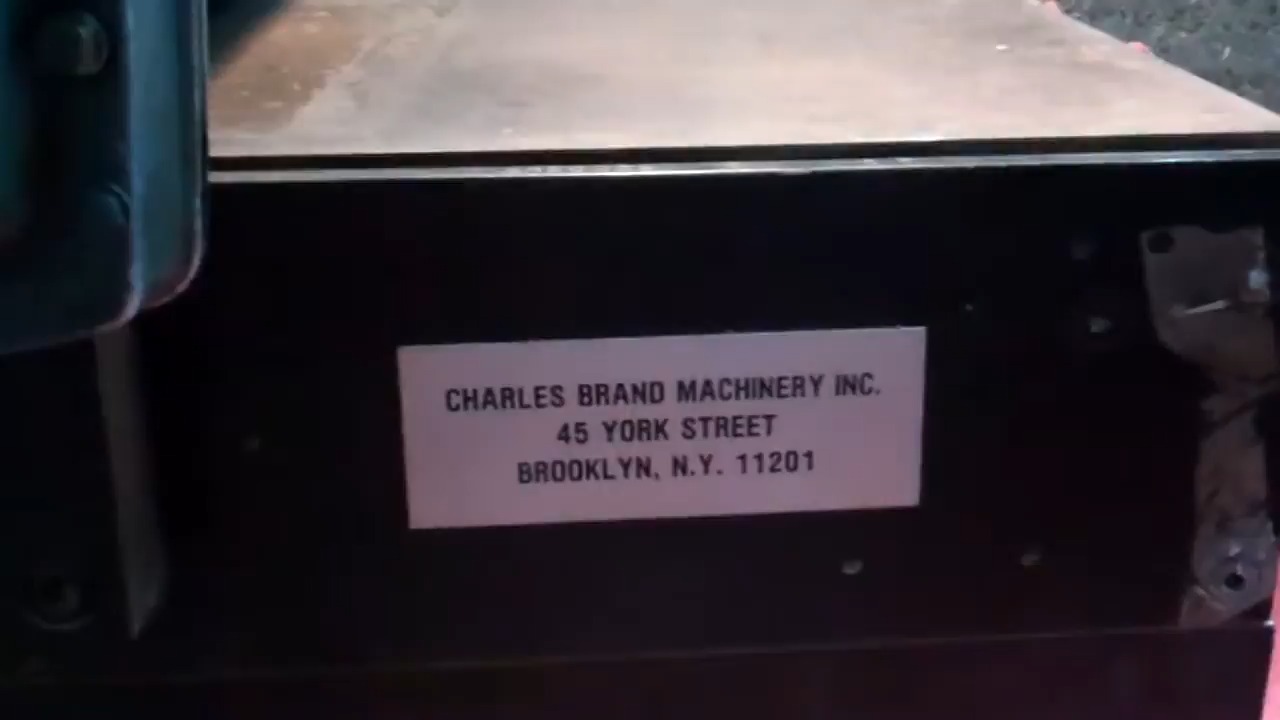 CHARLES BRAND MACHINERY INC.
45 YORK STREET
BROOKLYN, N.Y. 11201